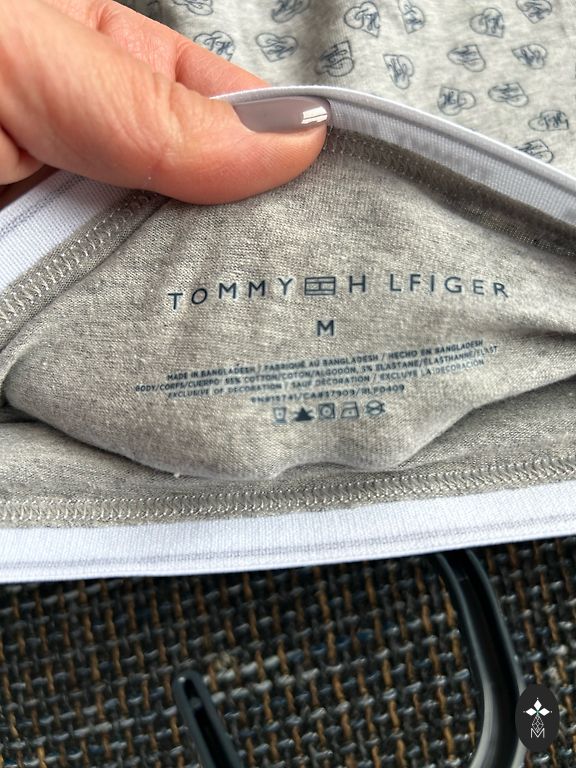 TOMMY H LFIGER
M
MADE IN BANGLADESH / FABRIQUÉ AU BANGLADESH / HECHO EN BANGLADESH
BODY/CORPS/CUERPO: 95% COTTON/COTON/ALGODÓN, 5% ELASTANE/ELASTHANNE/ELAST
EXCLUSIVE OF DECORATION / SAUF DÉCORATION / EXCLUYE LA DECORACIÓN
M